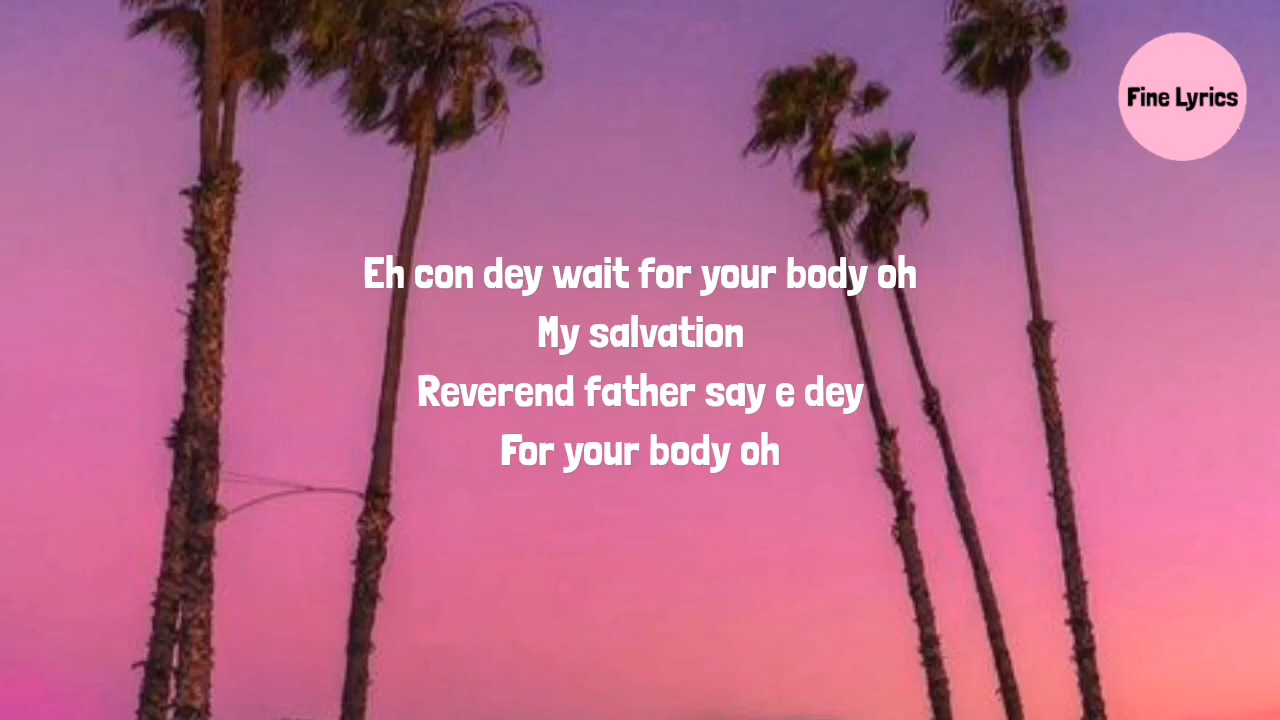 Fine Lyrics
Eh con dey wait for your body oh
My salvation
Reverend father say e dey
For your body oh